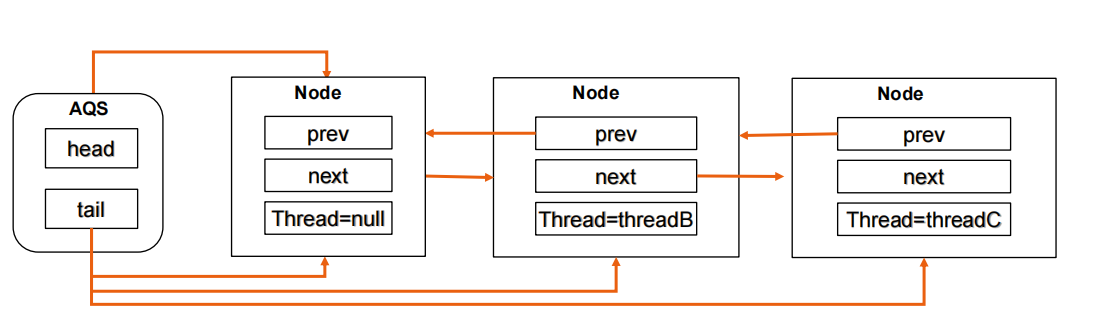 AQS
head
tail
Node
prev
next
Thread=null
Node
prev
next
Thread=threadB
Node
prev
next
Thread=threadC